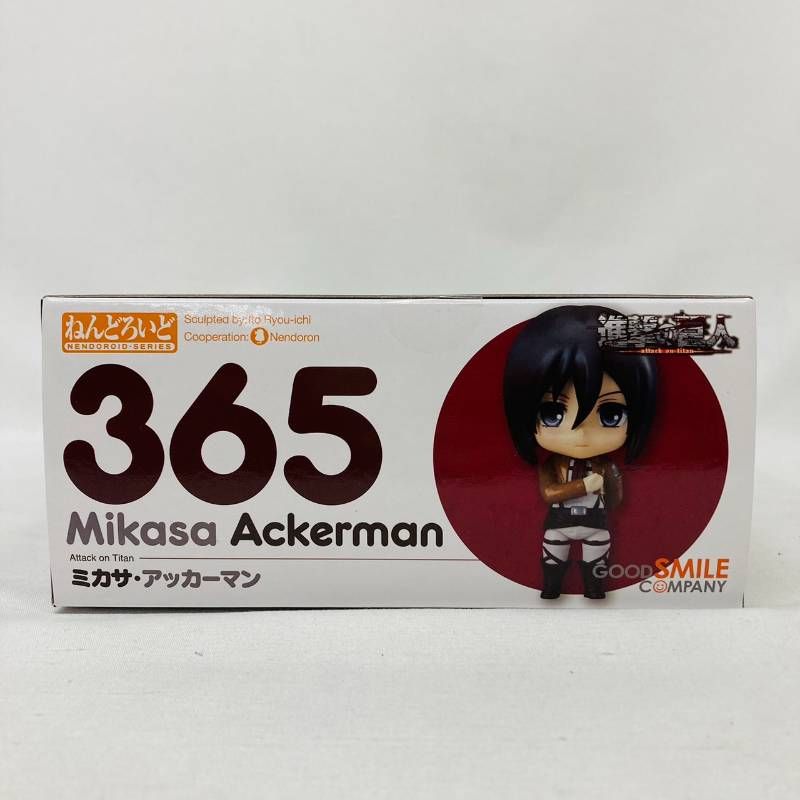 ねんどろいど
NENDOROID-SERIES
Sculpted by: Ito Ryou-ichi
Cooperation: Nendoron
365
Mikasa Ackerman
Attack on Titan
ミカサ・アッカーマン
進撃の巨人
attack on titan
GOOD SMILE
COMPANY